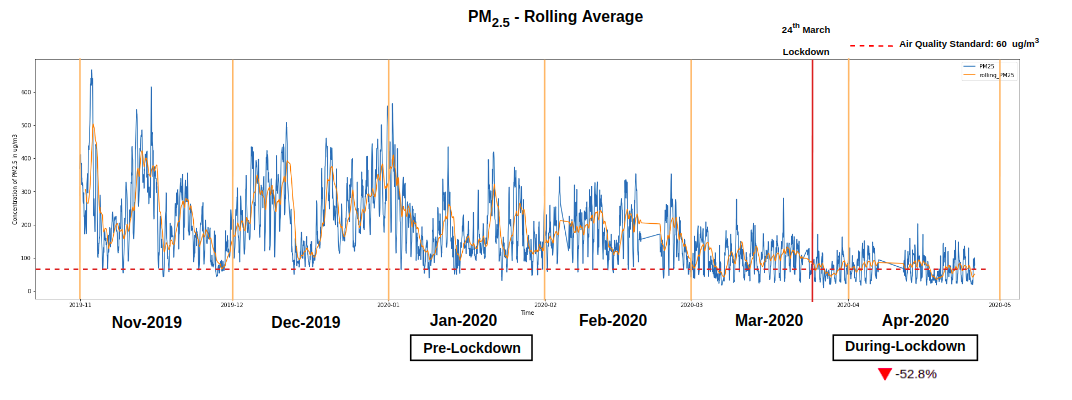 PM2.5 - Rolling Average
24th March
Lockdown
Air Quality Standard: 60 ug/m3
PM25
rolling_PM25
Concentration of PM2.5 in ug/m3
600
500
400
300
200
100
0
2019-11 2019-12 2020-01 2020-02 2020-03 2020-04 2020-05
Time
Nov-2019 Dec-2019 Jan-2020 Feb-2020 Mar-2020 Apr-2020
Pre-Lockdown During-Lockdown
-52.8%